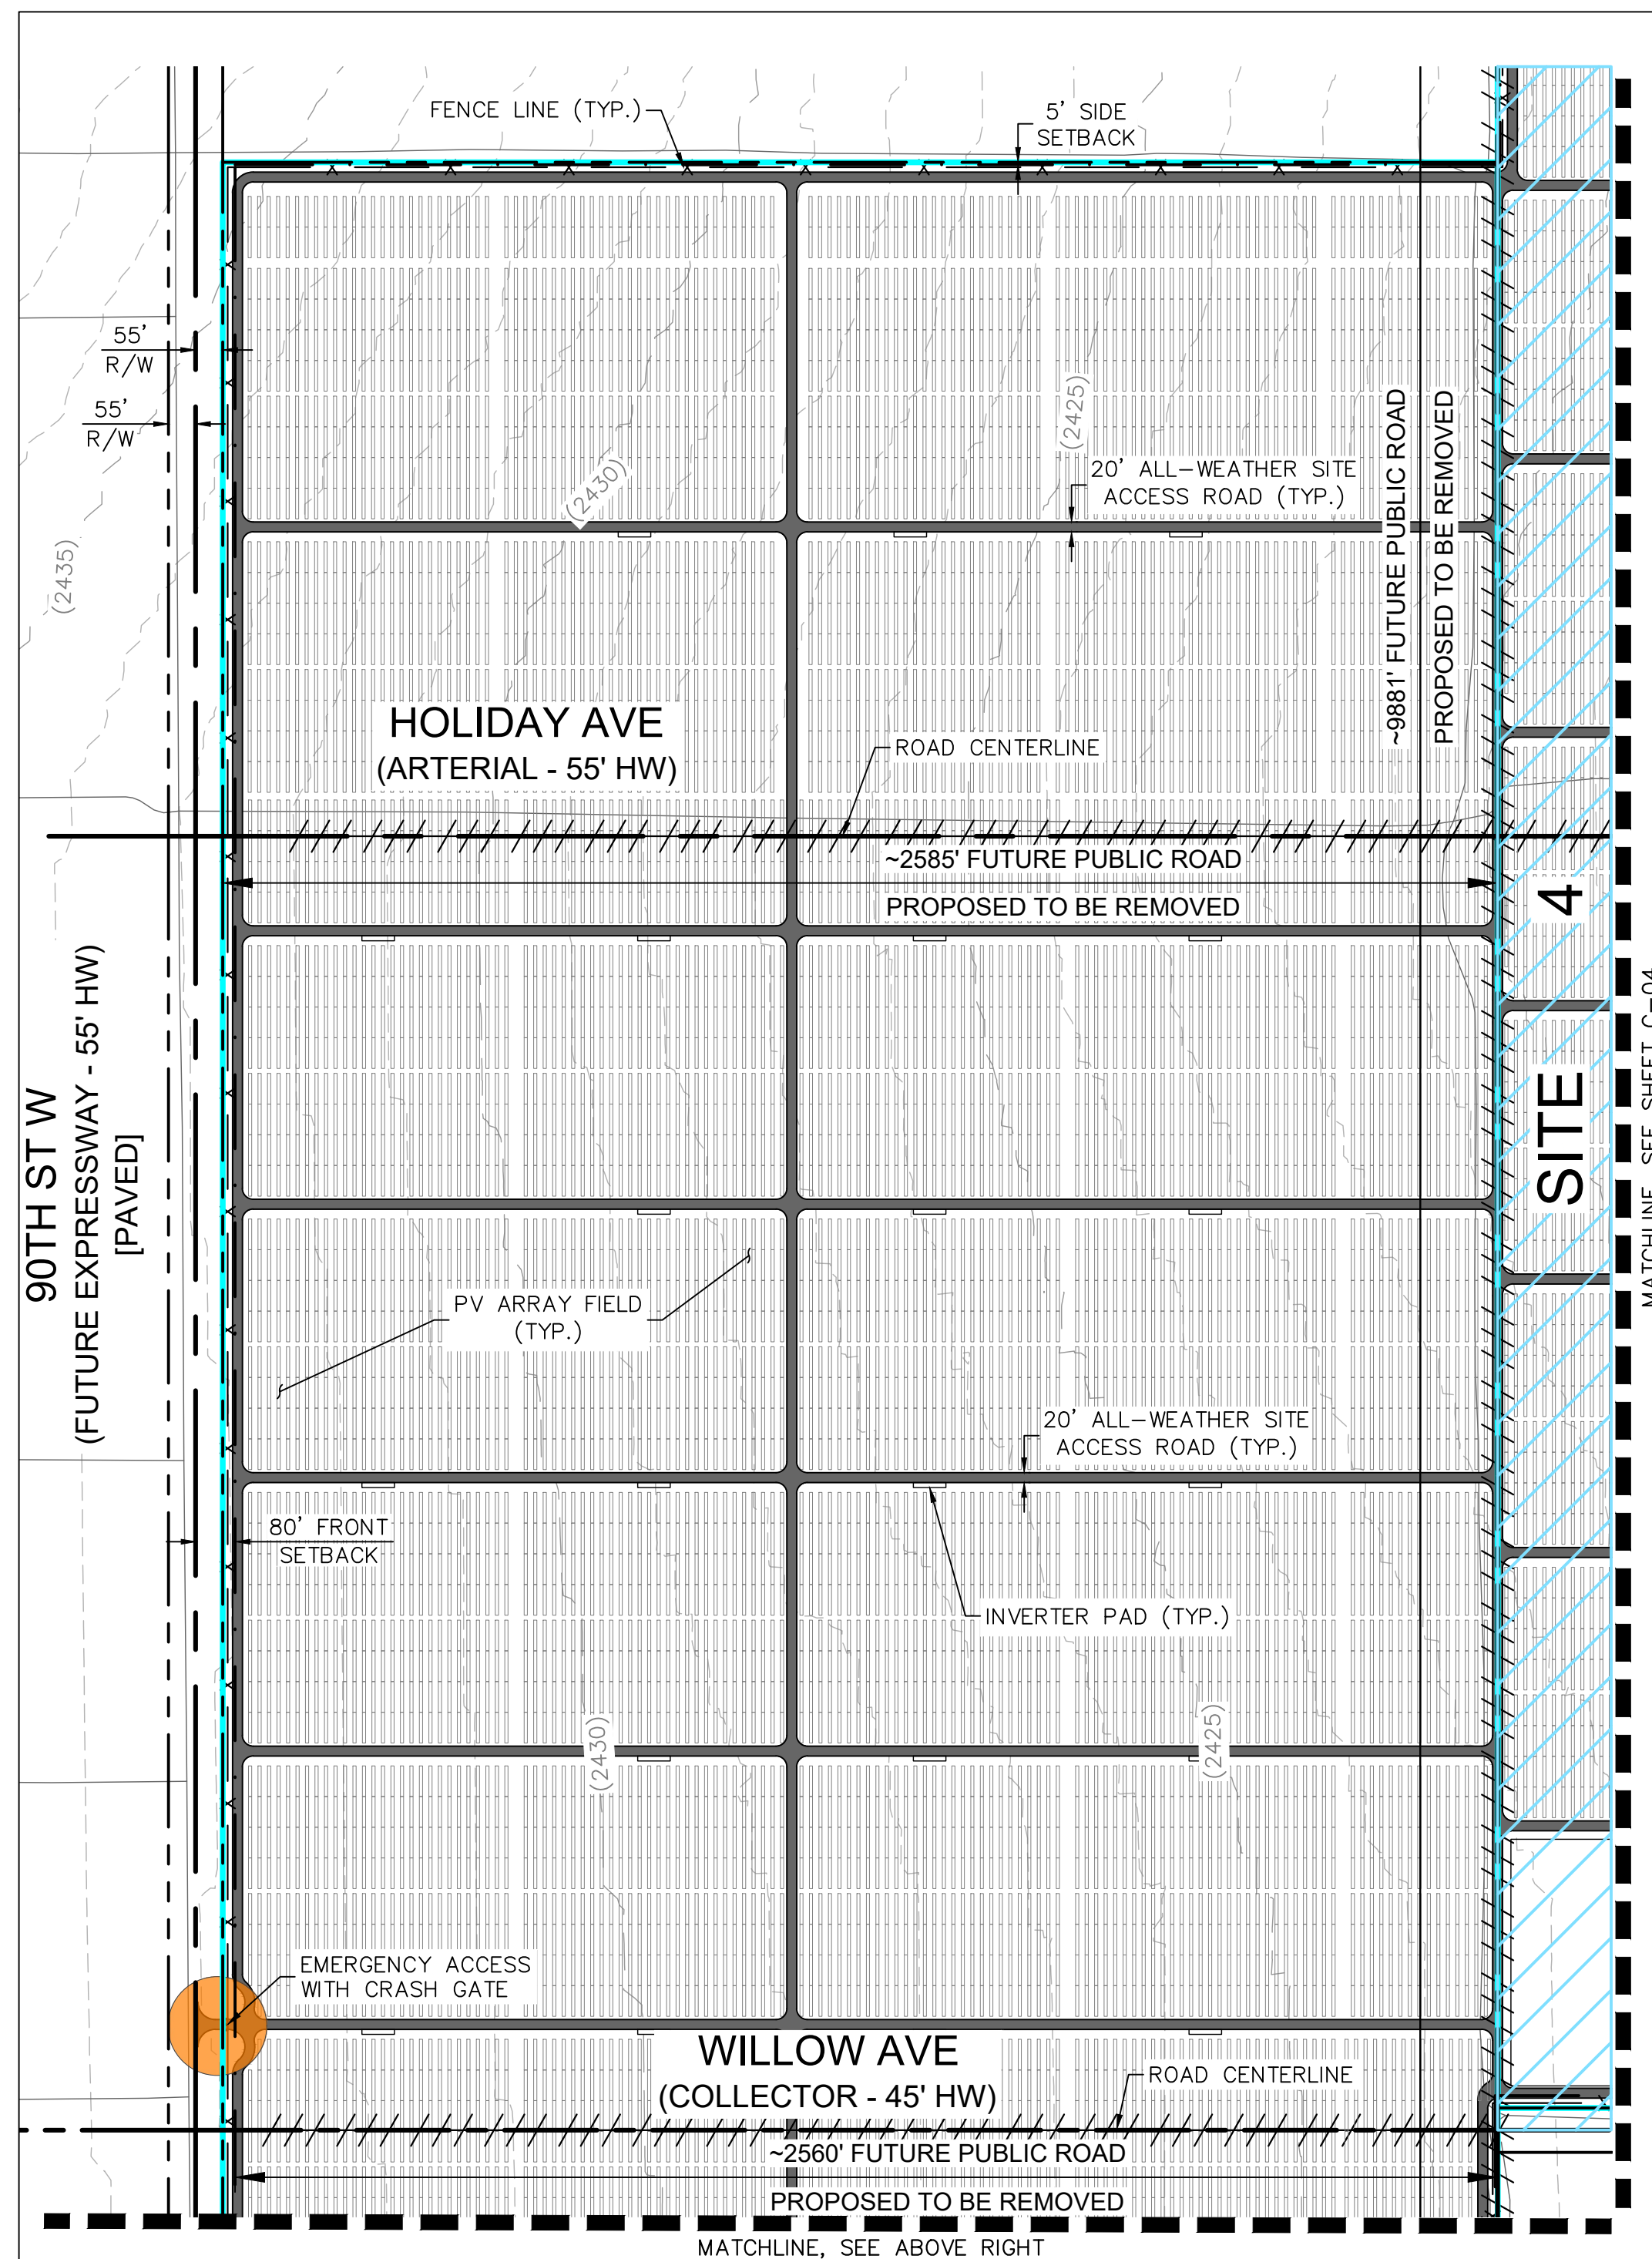 FENCE LINE (TYP.)
5' SIDE
SETBACK
55'
R/W
55'
R/W
(2425)
~9881' FUTURE PUBLIC ROAD
PROPOSED TO BE REMOVED
20' ALL-WEATHER SITE
ACCESS ROAD (TYP.)
(2430)
(2435)
HOLIDAY AVE
(ARTERIAL - 55' HW)
ROAD CENTERLINE
~2585' FUTURE PUBLIC ROAD
PROPOSED TO BE REMOVED
SITE 4
MATCHLINE, SEE SHEET C-04
90TH ST W
(FUTURE EXPRESSWAY - 55' HW)
[PAVED]
PV ARRAY FIELD
(TYP.)
20' ALL-WEATHER SITE
ACCESS ROAD (TYP.)
80' FRONT
SETBACK
INVERTER PAD (TYP.)
(2430)
(2425)
EMERGENCY ACCESS
WITH CRASH GATE
WILLOW AVE
(COLLECTOR - 45' HW)
ROAD CENTERLINE
~2560' FUTURE PUBLIC ROAD
PROPOSED TO BE REMOVED
MATCHLINE, SEE ABOVE RIGHT